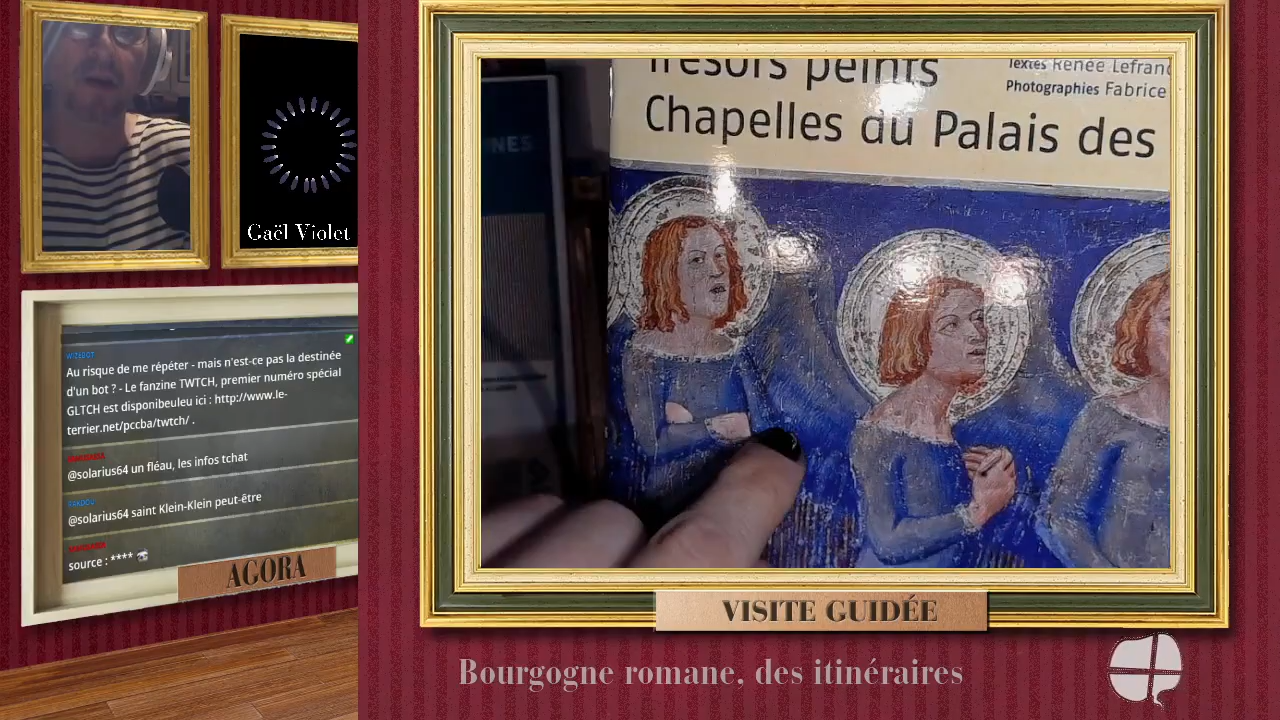 Gaël Violet
WIZEBOT
Au risque de me répéter - mais n'est-ce pas la destinée
d'un bot ? - Le fanzine TWTCH, premier numéro spécial
GLTCH est disponibeuleu ici : http://www.le-
terrier.net/pccba/twtch/ .
@solarius64 un fléau, les infos tchat
@solarius64 saint Klein-Klein peut-être
source : ****
AGORA
NES
Trésors peints
Chapelles du Palais des
Textes Renée Lefranc
Photographies Fabrice
VISITE GUIDÉE
Bourgogne romane, des itinéraires